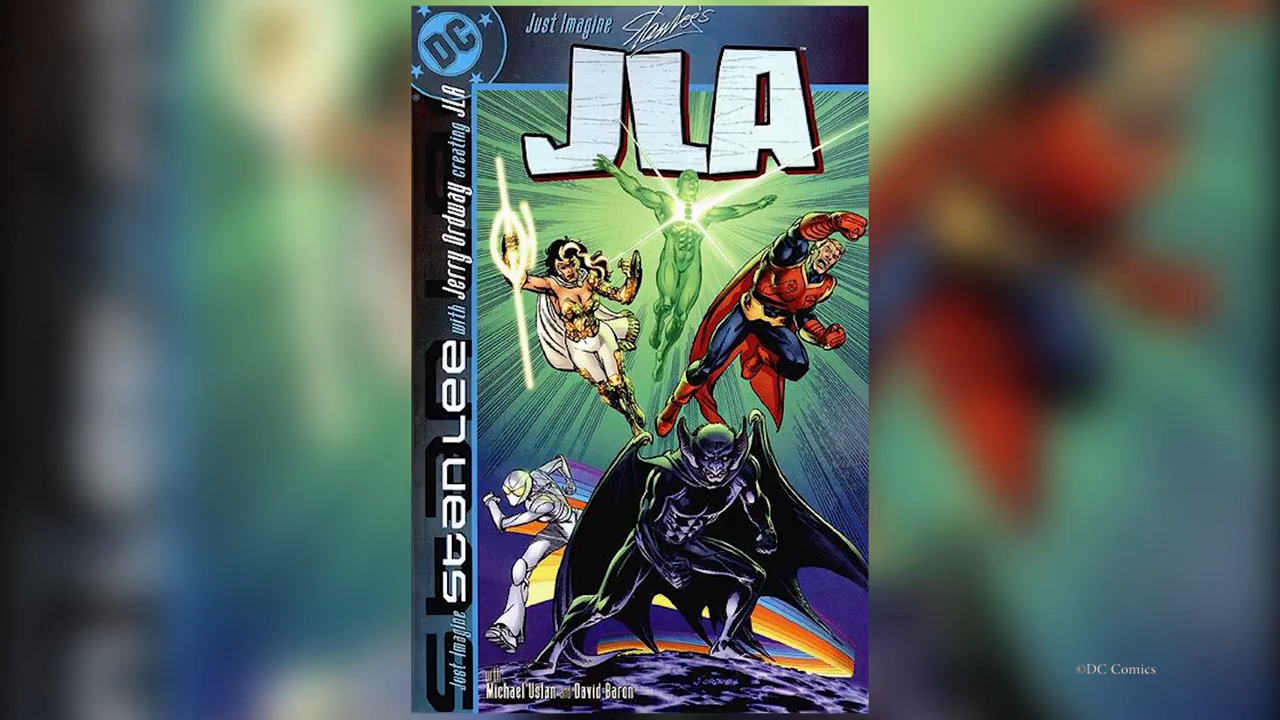 DC
Just Imagine Stan Lee's
JLA
Just Imagine stan Lee with Jerry Ordway creating JLA
with
Michael Uslan and David Baron
©DC Comics